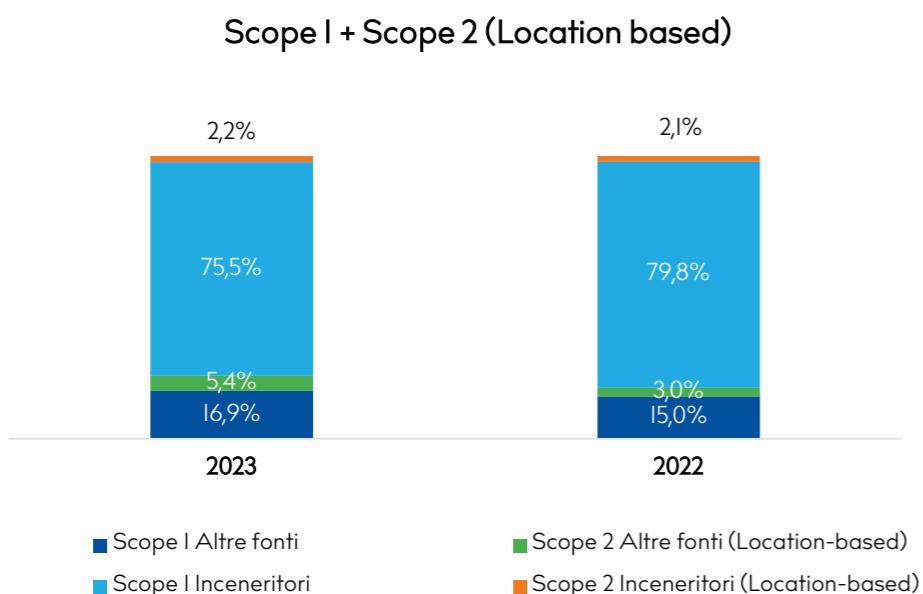 Scope 1 + Scope 2 (Location based)
2,2%
2,1%
75,5%
79,8%
5,4%
3,0%
16,9%
15,0%
2023
2022
Scope 1 Altre fonti
Scope 2 Altre fonti (Location-based)
Scope 1 Inceneritori
Scope 2 Inceneritori (Location-based)